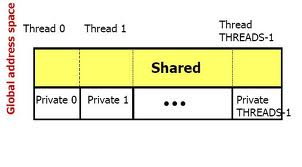 Global address space
Thread 0
Thread 1
Thread
THREADS-1
Shared
Private 0
Private 1
•••
Private
THREADS-1